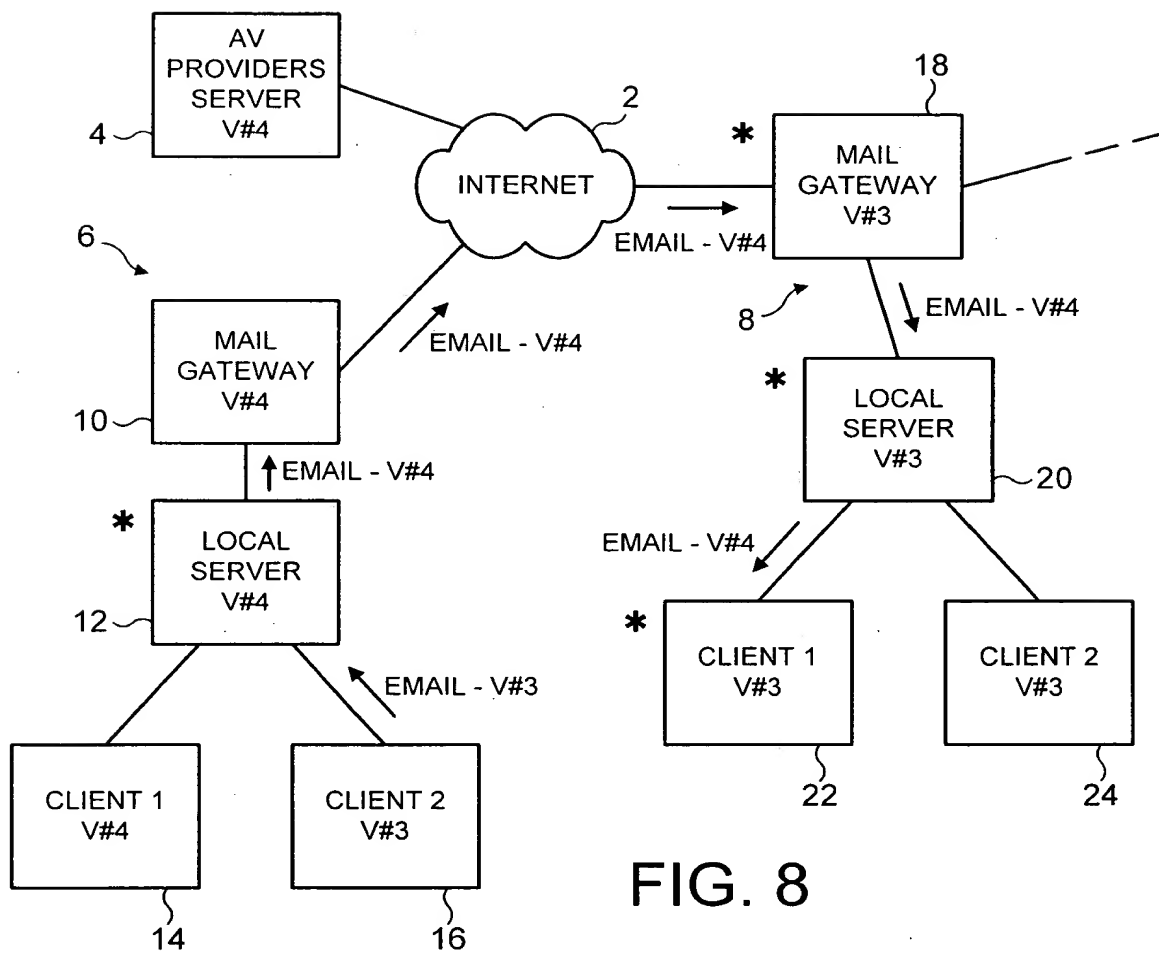 AV
PROVIDERS
SERVER
V#4
4
2
INTERNET
18
*
MAIL
GATEWAY
V#3
EMAIL - V#4
6
8
EMAIL - V#4
MAIL
GATEWAY
V#4
10
EMAIL - V#4
*
LOCAL
SERVER
V#3
20
EMAIL - V#4
*
LOCAL
SERVER
V#4
12
EMAIL - V#4
*
CLIENT 1
V#3
22
CLIENT 2
V#3
24
EMAIL - V#3
CLIENT 1
V#4
14
CLIENT 2
V#3
16
FIG. 8